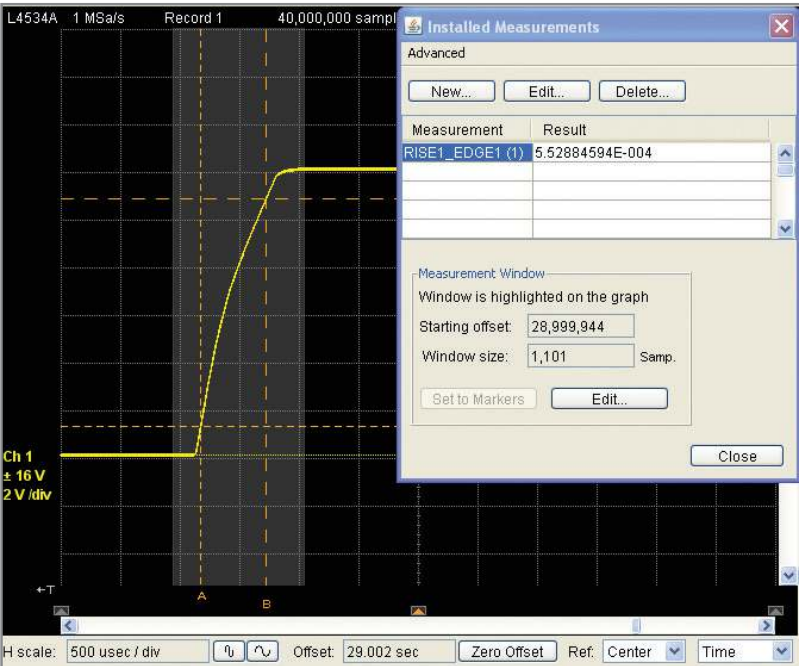 L4534A 1 MSa/s Record 1 40,000,000 sampl
Installed Measurements
Advanced
New... Edit... Delete...
Measurement Result
RISE1_EDGE1 (1) 5.52884594E-004
Measurement Window
Window is highlighted on the graph
Starting offset: 28,999,944
Window size: 1,101 Samp.
Set to Markers Edit...
Close
Ch 1
± 16 V
2 V /div
←T
A
B
H scale: 500 usec / div Offset: 29.002 sec Zero Offset Ref: Center Time